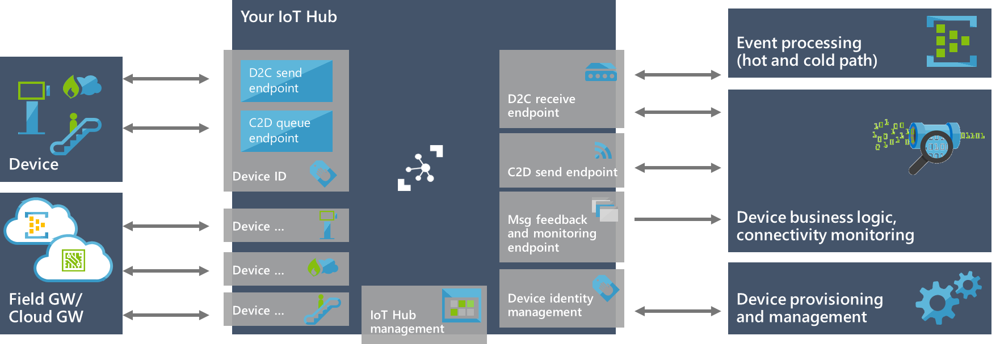 Your IoT Hub
Device
Field GW/
Cloud GW
D2C send
endpoint
C2D queue
endpoint
Device ID
Device ...
Device ...
Device ...
IoT Hub
management
D2C receive
endpoint
C2D send endpoint
Msg feedback
and monitoring
endpoint
Device identity
management
Event processing
(hot and cold path)
Device business logic,
connectivity monitoring
Device provisioning
and management